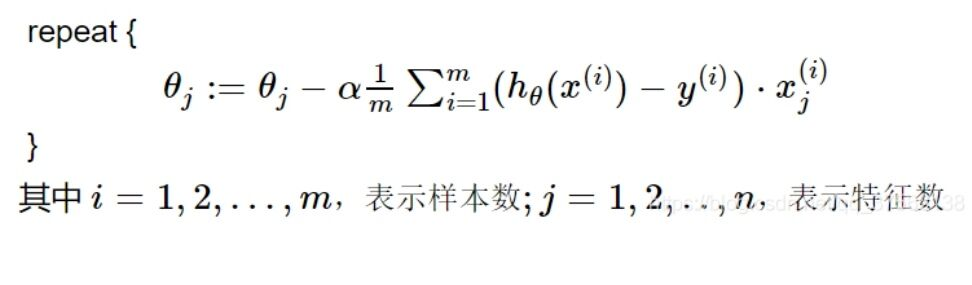 repeat {
θ_j := θ_j − α \frac{1}{m} ∑_{i=1}^{m} (h_θ(x^{(i)}) − y^{(i)}) · x_j^{(i)}
}
其中 i = 1, 2, . . . , m，表示样本数; j = 1, 2, . . , n，表示特征数